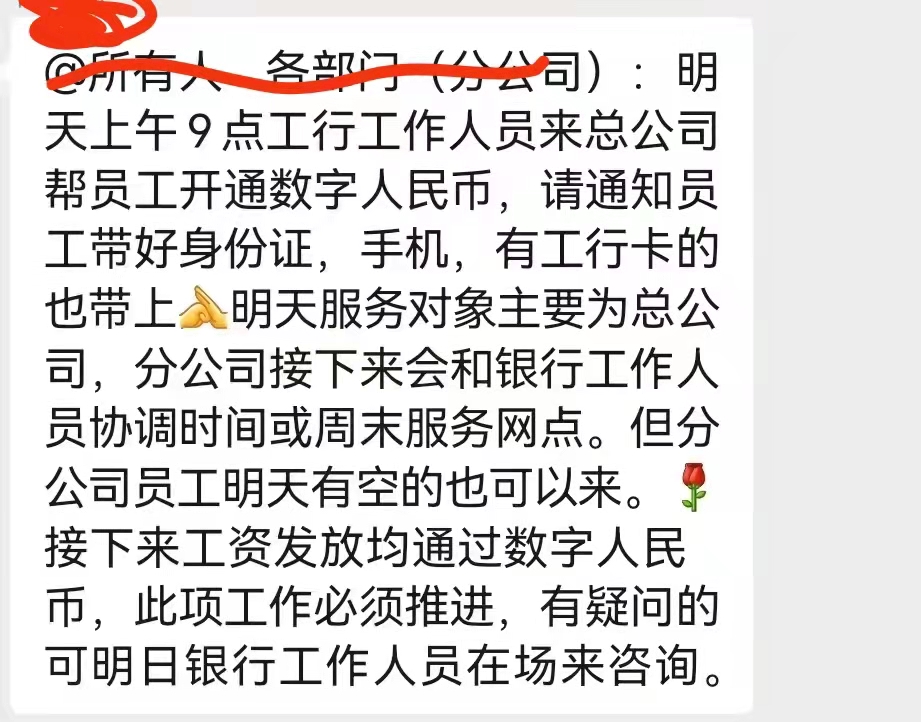 @所有人 各部门（分公司）：明
天上午9点工行工作人员来总公司
帮员工开通数字人民币，请通知员
工带好身份证，手机，有工行卡的
也带上🫱明天服务对象主要为总公
司，分公司接下来会和银行工作人
员协调时间或周末服务网点。但分
公司员工明天有空的也可以来。🌹
接下来工资发放均通过数字人民
币，此项工作必须推进，有疑问的
可明日银行工作人员在场来咨询。